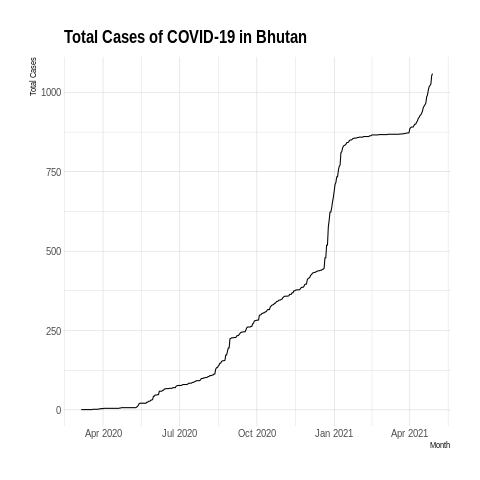 Total Cases of COVID-19 in Bhutan
Total Cases
1000
750
500
250
0
Apr 2020 Jul 2020 Oct 2020 Jan 2021 Apr 2021
Month